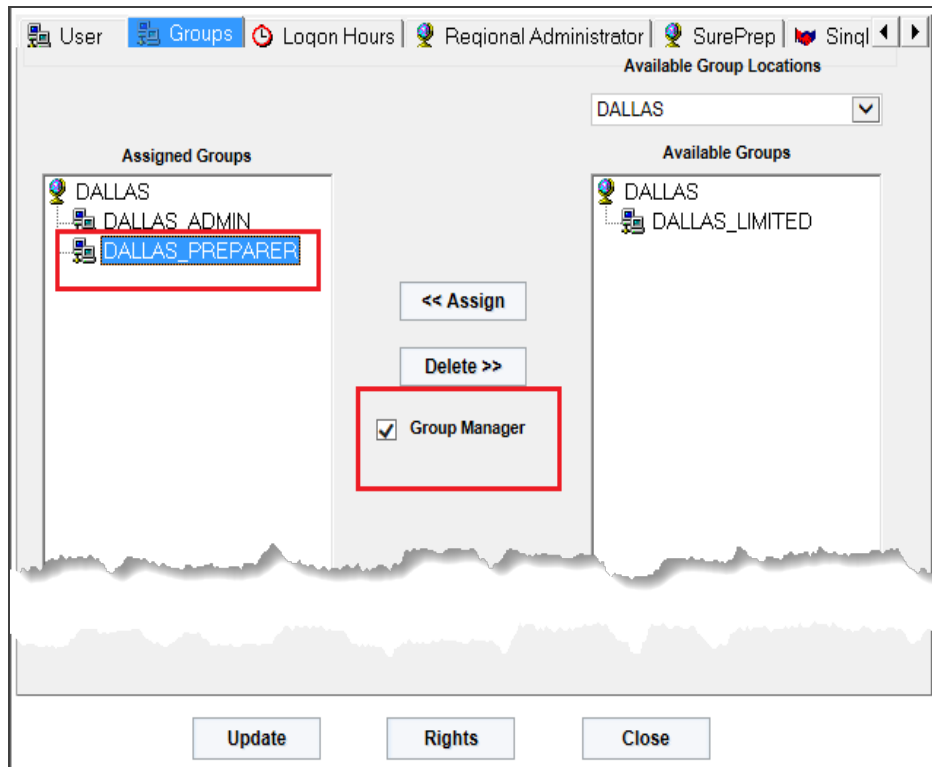 User Groups Logon Hours Regional Administrator SurePrep Singl
Available Group Locations
DALLAS
Assigned Groups
Available Groups
DALLAS
DALLAS_ADMIN
DALLAS_PREPARER
DALLAS
DALLAS_LIMITED
<< Assign
Delete >>
Group Manager
Update Rights Close